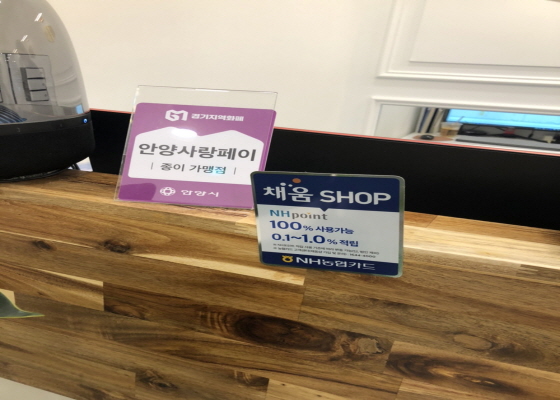 경기지역화폐
안양사랑페이
종이 가맹점
안양시
채움 SHOP
NHpoint
100% 사용가능
0.1~1.0% 적립
NH농협카드